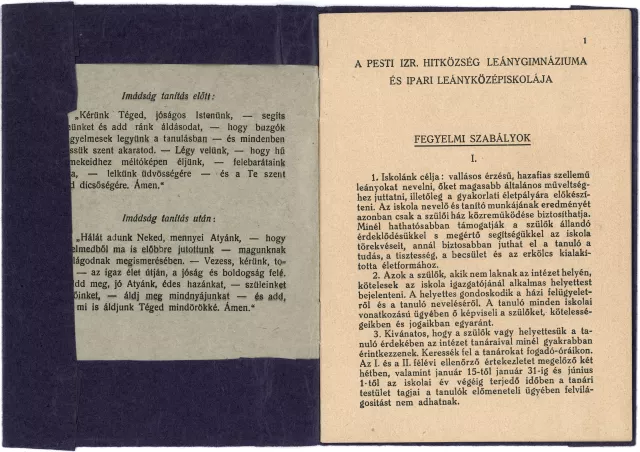 Imádság tanítás előtt:
„Kérünk Téged, jóságos Istenünk, — segíts
ünket és add ránk áldásodat, — hogy buzgók
gyelmesek legyünk a tanulásban — és mindenben
essük szent akaratod. — Légy velünk, — hogy hű
mekeidhez méltóképen éljünk, — felebarátaink
— lelkünk üdvösségére — és a Te szent
d dicsőségére. Ámen.“
Imádság tanítás után:
„Hálát adunk Neked, mennyei Atyánk, — hogy
elmedből ma is előbbre jutottunk — magunknak
ilágodnak megismerésében. — Vezess, kérünk, to-
— az igaz élet útján, a jóság és boldogság felé.
dd meg, jó Atyánk, édes hazánkat, — szüleinket
óinket, — áldj meg mindnyájunkat — és add,
mi is áldjunk Téged mindörökké. Ámen.“
1
A PESTI IZR. HITKÖZSÉG LEÁNYGIMNÁZIUMA
ÉS IPARI LEÁNYKÖZÉPISKOLÁJA
FEGYELMI SZABÁLYOK
I.
1. Iskolánk célja: vallásos érzésű, hazafias szellemű
leányokat nevelni, őket magasabb általános műveltség-
hez juttatni, illetőleg a gyakorlati életpályára előkészí-
teni. Az iskola nevelő és tanító munkájának eredményét
azonban csak a szülői ház közreműködése biztosíthatja.
Minél hathatósabban támogatják a szülők állandó
érdeklődésükkel s megértő segítségükkel az iskola
törekvéseit, annál biztosabban juthat el a tanuló a
tudás, a tisztesség, a becsület és az erkölcs kialakí-
totta életformához.
2. Azok a szülők, akik nem laknak az intézet helyén,
kötelesek az iskola igazgatójánál alkalmas helyettest
bejelenteni. A helyettes gondoskodik a házi felügyelet-
ről és a tanuló neveléséről. A tanuló minden iskolai
vonatkozású ügyében ő képviseli a szülőket, kötelessé-
geikben és jogaikban egyaránt.
3. Kívánatos, hogy a szülők vagy helyettesük a ta-
nuló érdekében az intézet tanáraival minél gyakrabban
érintkezzenek. Keressék fel a tanárokat fogadó-óráikon.
Az I. és a II. félévi ellenőrző értekezletet megelőző két
hétben, valamint január 15-től január 31-ig és június
1-től az iskolai év végéig terjedő időben a tanári
testület tagjai a tanulók előmeneteli ügyében felvilá-
gosítást nem adhatnak.